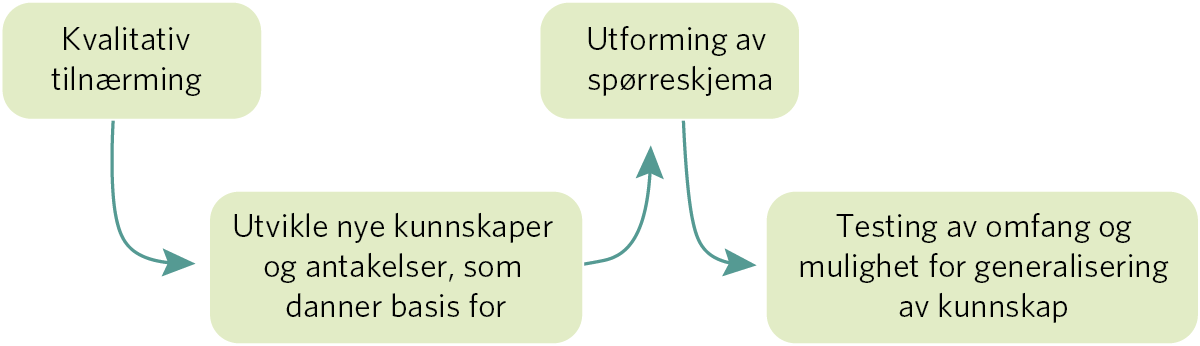 Kvalitativ
tilnærming
Utvikle nye kunnskaper
og antakelser, som
danner basis for
Utforming av
spørreskjema
Testing av omfang og
mulighet for generalisering
av kunnskap